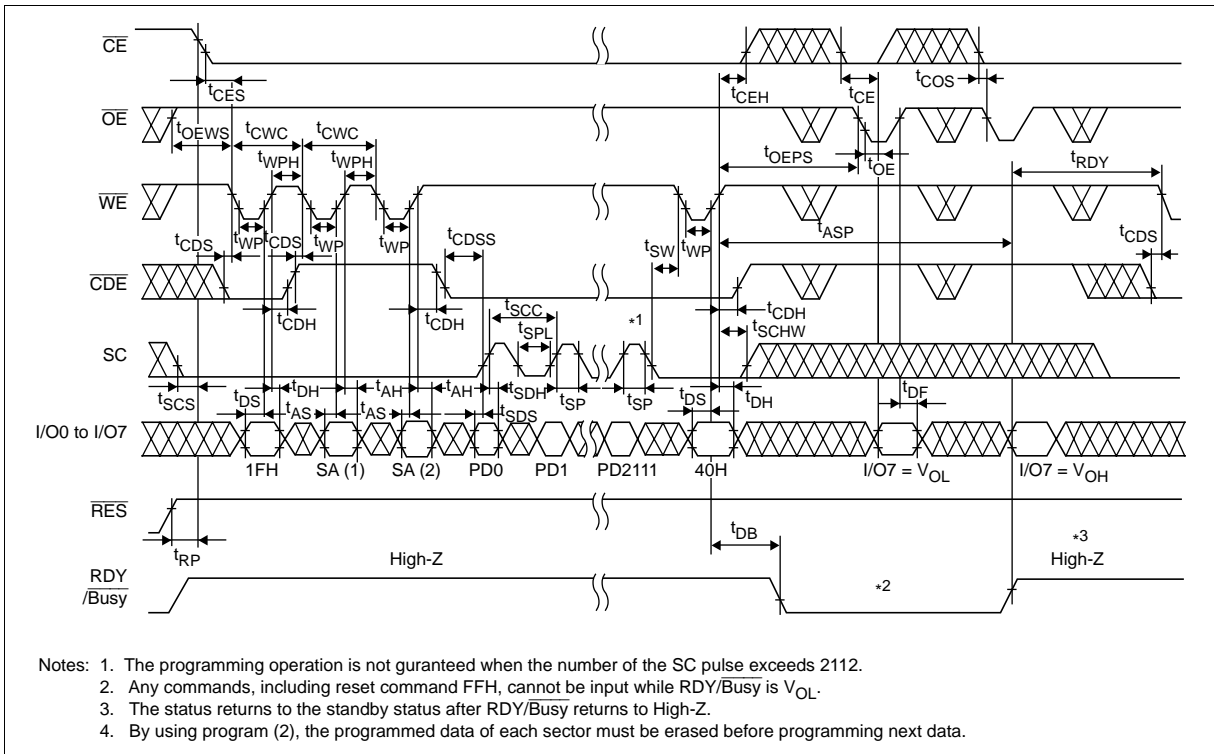 CE
tCES
tCEH
tCE
tCOS
OE
tOEWS
tCWC
tCWC
tWPH
tWPH
tOEPS
tOE
tRDY
WE
tCDS
tWP
tCDS
tWP
tWP
tCDSS
tSW
tWP
tASP
tCDS
CDE
tCDH
tCDH
tSCC
tSPL
*1
tCDH
tSCHW
SC
tSCS
tDS
tDH
tAS
tAH
tAS
tAH
tSDH
tSDS
tSP
tSP
tDS
tDH
tDF
I/O0 to I/O7
1FH
SA (1)
SA (2)
PD0
PD1
PD2111
40H
I/O7 = VOL
I/O7 = VOH
RES
tRP
tDB
High-Z
*3
High-Z
RDY
/Busy
*2
Notes: 1. The programming operation is not guranteed when the number of the SC pulse exceeds 2112.
2. Any commands, including reset command FFH, cannot be input while RDY/Busy is VOL.
3. The status returns to the standby status after RDY/Busy returns to High-Z.
4. By using program (2), the programmed data of each sector must be erased before programming next data.